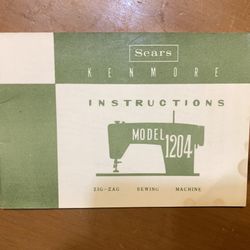 Sears
KENMORE
INSTRUCTIONS
MODEL
1204
ZIG-ZAG SEWING MACHINE